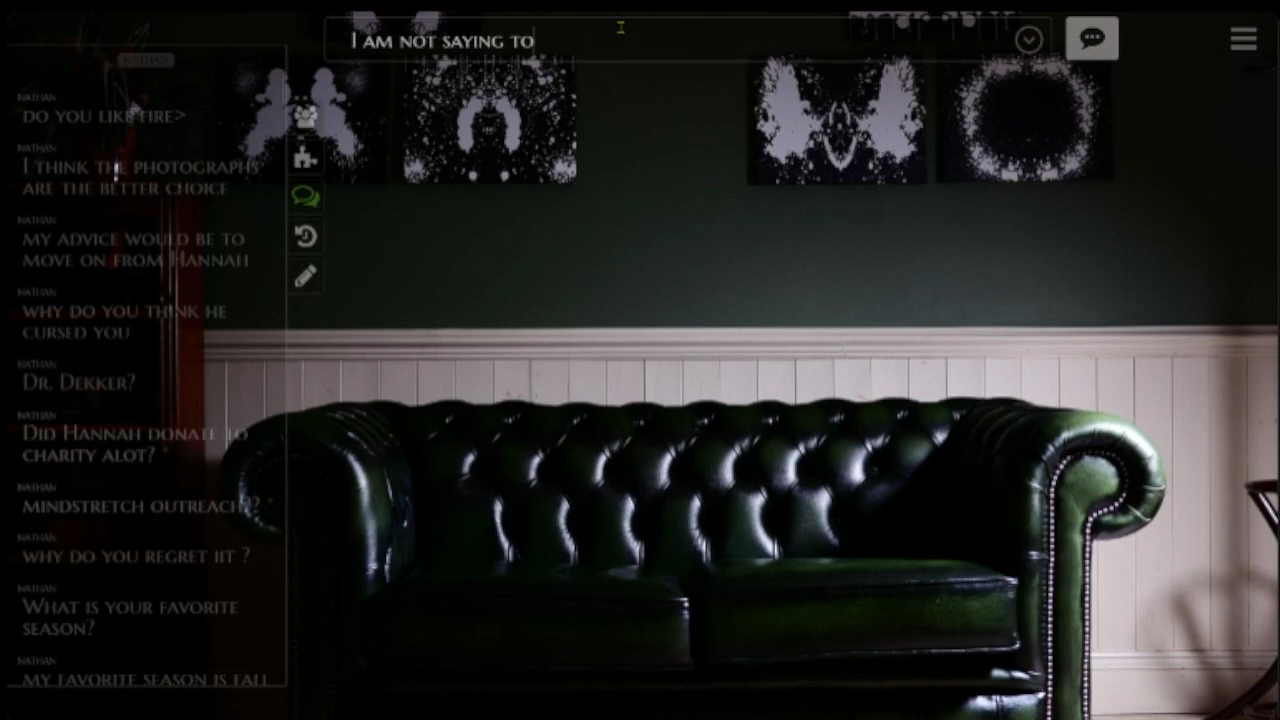 I am not saying to
NATHAN
NATHAN
do you like fire>
NATHAN
I think the photographs
are the better choice
NATHAN
my advice would be to
move on from Hannah
NATHAN
why do you think he
cursed you
NATHAN
Dr. Dekker?
NATHAN
Did Hannah donate to
charity alot? *
NATHAN
mindstretch outreach? *
NATHAN
why do you regret iit ?
NATHAN
What is your favorite
season?
NATHAN
my favorite season is fall